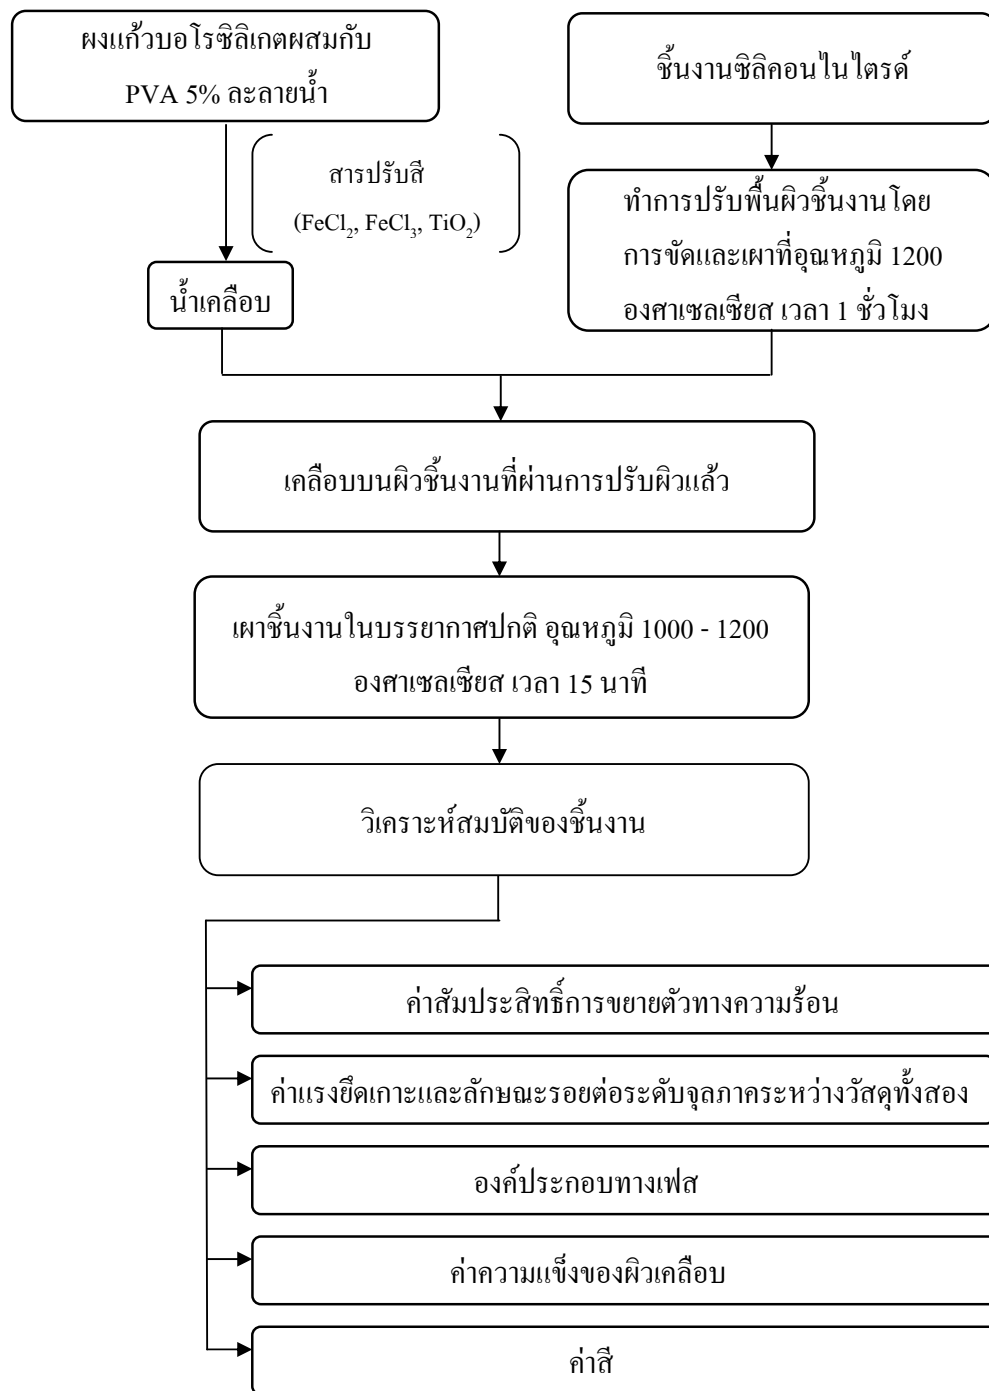 ผงแก้วบอโรซิลิเกตผสมกับ
PVA 5% ละลายน้ำ
สารปรับสี
(FeCl₂, FeCl₃, TiO₂)
น้ำเคลือบ
ชิ้นงานซิลิคอนไนไตรด์
ทำการปรับพื้นผิวชิ้นงานโดย
การขัดและเผาที่อุณหภูมิ 1200
องศาเซลเซียส เวลา 1 ชั่วโมง
เคลือบบนผิวชิ้นงานที่ผ่านการปรับผิวแล้ว
เผาชิ้นงานในบรรยากาศปกติ อุณหภูมิ 1000 - 1200
องศาเซลเซียส เวลา 15 นาที
วิเคราะห์สมบัติของชิ้นงาน
ค่าสัมประสิทธิ์การขยายตัวทางความร้อน
ค่าแรงยึดเกาะและลักษณะรอยต่อระดับจุลภาคระหว่างวัสดุทั้งสอง
องค์ประกอบทางเฟส
ค่าความแข็งของผิวเคลือบ
ค่าสี